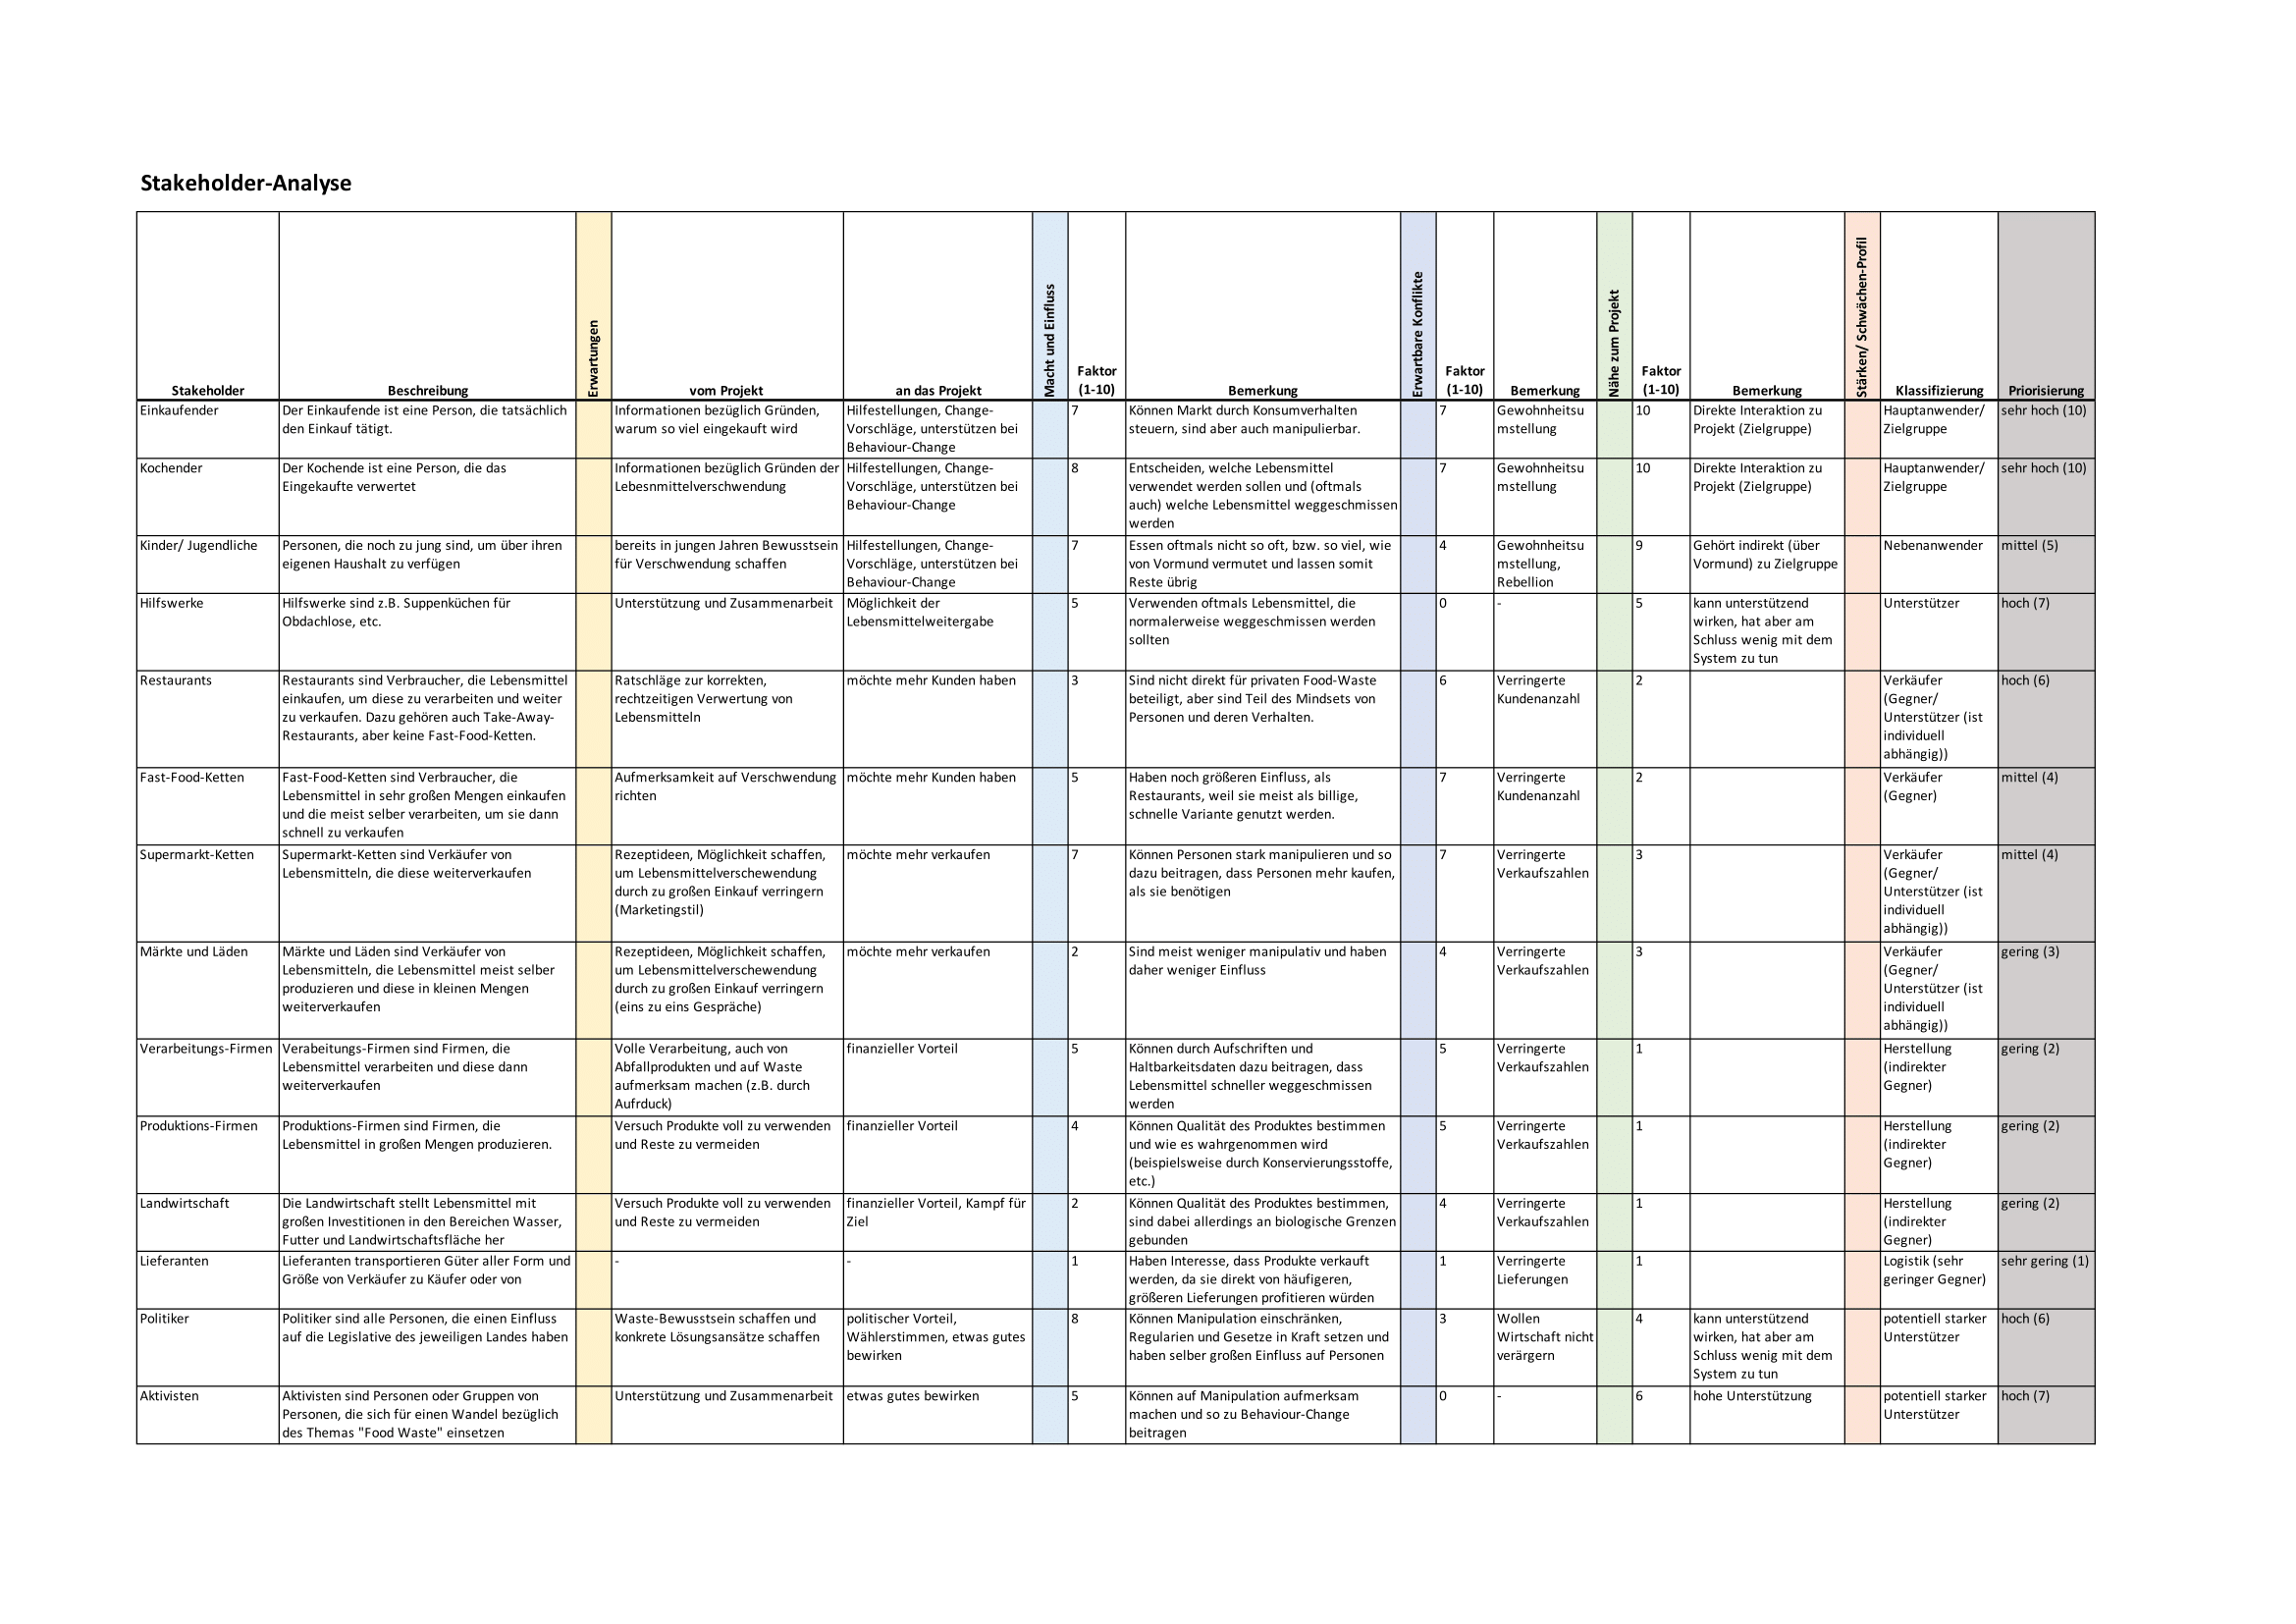 Stakeholder-Analyse
Stakeholder
Beschreibung
Erwartungen
vom Projekt
an das Projekt
Macht und Einfluss
Faktor
(1-10)
Bemerkung
Erwartbare Konflikte
Faktor
(1-10)
Bemerkung
Nähe zum Projekt
Faktor
(1-10)
Bemerkung
Stärken/ Schwächen-Profil
Klassifizierung
Priorisierung
Einkaufender
Der Einkaufende ist eine Person, die tatsächlich
den Einkauf tätigt.
Informationen bezüglich Gründen,
warum so viel eingekauft wird
Hilfestellungen, Change-
Vorschläge, unterstützen bei
Behaviour-Change
7
Können Markt durch Konsumverhalten
steuern, sind aber auch manipulierbar.
7
Gewohnheitsu
mstellung
10
Direkte Interaktion zu
Projekt (Zielgruppe)
Hauptanwender/
Zielgruppe
sehr hoch (10)
Kochender
Der Kochende ist eine Person, die das
Eingekaufte verwertet
Informationen bezüglich Gründen der
Lebesnmittelverschwendung
Hilfestellungen, Change-
Vorschläge, unterstützen bei
Behaviour-Change
8
Entscheiden, welche Lebensmittel
verwendet werden sollen und (oftmals
auch) welche Lebensmittel weggeschmissen
werden
7
Gewohnheitsu
mstellung
10
Direkte Interaktion zu
Projekt (Zielgruppe)
Hauptanwender/
Zielgruppe
sehr hoch (10)
Kinder/ Jugendliche
Personen, die noch zu jung sind, um über ihren
eigenen Haushalt zu verfügen
bereits in jungen Jahren Bewusstsein
für Verschwendung schaffen
Hilfestellungen, Change-
Vorschläge, unterstützen bei
Behaviour-Change
7
Essen oftmals nicht so oft, bzw. so viel, wie
von Vormund vermutet und lassen somit
Reste übrig
4
Gewohnheitsu
mstellung,
Rebellion
9
Gehört indirekt (über
Vormund) zu Zielgruppe
Nebenanwender
mittel (5)
Hilfswerke
Hilfswerke sind z.B. Suppenküchen für
Obdachlose, etc.
Unterstützung und Zusammenarbeit
Möglichkeit der
Lebensmittelweitergabe
5
Verwenden oftmals Lebensmittel, die
normalerweise weggeschmissen werden
sollten
0
-
5
kann unterstützend
wirken, hat aber am
Schluss wenig mit dem
System zu tun
Unterstützer
hoch (7)
Restaurants
Restaurants sind Verbraucher, die Lebensmittel
einkaufen, um diese zu verarbeiten und weiter
zu verkaufen. Dazu gehören auch Take-Away-
Restaurants, aber keine Fast-Food-Ketten.
Ratschläge zur korrekten,
rechtzeitigen Verwertung von
Lebensmitteln
möchte mehr Kunden haben
3
Sind nicht direkt für privaten Food-Waste
beteiligt, aber sind Teil des Mindsets von
Personen und deren Verhalten.
6
Verringerte
Kundenanzahl
2
Verkäufer
(Gegner/
Unterstützer (ist
individuell
abhängig))
hoch (6)
Fast-Food-Ketten
Fast-Food-Ketten sind Verbraucher, die
Lebensmittel in sehr großen Mengen einkaufen
und die meist selber verarbeiten, um sie dann
schnell zu verkaufen
Aufmerksamkeit auf Verschwendung
richten
möchte mehr Kunden haben
5
Haben noch größeren Einfluss, als
Restaurants, weil sie meist als billige,
schnelle Variante genutzt werden.
7
Verringerte
Kundenanzahl
2
Verkäufer
(Gegner)
mittel (4)
Supermarkt-Ketten
Supermarkt-Ketten sind Verkäufer von
Lebensmitteln, die diese weiterverkaufen
Rezeptideen, Möglichkeit schaffen,
um Lebensmittelverschewendung
durch zu großen Einkauf verringern
(Marketingstil)
möchte mehr verkaufen
7
Können Personen stark manipulieren und so
dazu beitragen, dass Personen mehr kaufen,
als sie benötigen
7
Verringerte
Verkaufszahlen
3
Verkäufer
(Gegner/
Unterstützer (ist
individuell
abhängig))
mittel (4)
Märkte und Läden
Märkte und Läden sind Verkäufer von
Lebensmitteln, die Lebensmittel meist selber
produzieren und diese in kleinen Mengen
weiterverkaufen
Rezeptideen, Möglichkeit schaffen,
um Lebensmittelverschewendung
durch zu großen Einkauf verringern
(eins zu eins Gespräche)
möchte mehr verkaufen
2
Sind meist weniger manipulativ und haben
daher weniger Einfluss
4
Verringerte
Verkaufszahlen
3
Verkäufer
(Gegner/
Unterstützer (ist
individuell
abhängig))
gering (3)
Verarbeitungs-Firmen
Verabeitungs-Firmen sind Firmen, die
Lebensmittel verarbeiten und diese dann
weiterverkaufen
Volle Verarbeitung, auch von
Abfallprodukten und auf Waste
aufmerksam machen (z.B. durch
Aufrduck)
finanzieller Vorteil
5
Können durch Aufschriften und
Haltbarkeitsdaten dazu beitragen, dass
Lebensmittel schneller weggeschmissen
werden
5
Verringerte
Verkaufszahlen
1
Herstellung
(indirekter
Gegner)
gering (2)
Produktions-Firmen
Produktions-Firmen sind Firmen, die
Lebensmittel in großen Mengen produzieren.
Versuch Produkte voll zu verwenden
und Reste zu vermeiden
finanzieller Vorteil
4
Können Qualität des Produktes bestimmen
und wie es wahrgenommen wird
(beispielsweise durch Konservierungsstoffe,
etc.)
5
Verringerte
Verkaufszahlen
1
Herstellung
(indirekter
Gegner)
gering (2)
Landwirtschaft
Die Landwirtschaft stellt Lebensmittel mit
großen Investitionen in den Bereichen Wasser,
Futter und Landwirtschaftsfläche her
Versuch Produkte voll zu verwenden
und Reste zu vermeiden
finanzieller Vorteil, Kampf für
Ziel
2
Können Qualität des Produktes bestimmen,
sind dabei allerdings an biologische Grenzen
gebunden
4
Verringerte
Verkaufszahlen
1
Herstellung
(indirekter
Gegner)
gering (2)
Lieferanten
Lieferanten transportieren Güter aller Form und
Größe von Verkäufer zu Käufer oder von
-
-
1
Haben Interesse, dass Produkte verkauft
werden, da sie direkt von häufigeren,
größeren Lieferungen profitieren würden
1
Verringerte
Lieferungen
1
Logistik (sehr
geringer Gegner)
sehr gering (1)
Politiker
Politiker sind alle Personen, die einen Einfluss
auf die Legislative des jeweiligen Landes haben
Waste-Bewusstsein schaffen und
konkrete Lösungsansätze schaffen
politischer Vorteil,
Wählerstimmen, etwas gutes
bewirken
8
Können Manipulation einschränken,
Regularien und Gesetze in Kraft setzen und
haben selber großen Einfluss auf Personen
3
Wollen
Wirtschaft nicht
verärgern
4
kann unterstützend
wirken, hat aber am
Schluss wenig mit dem
System zu tun
potentiell starker
Unterstützer
hoch (6)
Aktivisten
Aktivisten sind Personen oder Gruppen von
Personen, die sich für einen Wandel bezüglich
des Themas "Food Waste" einsetzen
Unterstützung und Zusammenarbeit
etwas gutes bewirken
5
Können auf Manipulation aufmerksam
machen und so zu Behaviour-Change
beitragen
0
-
6
hohe Unterstützung
potentiell starker
Unterstützer
hoch (7)